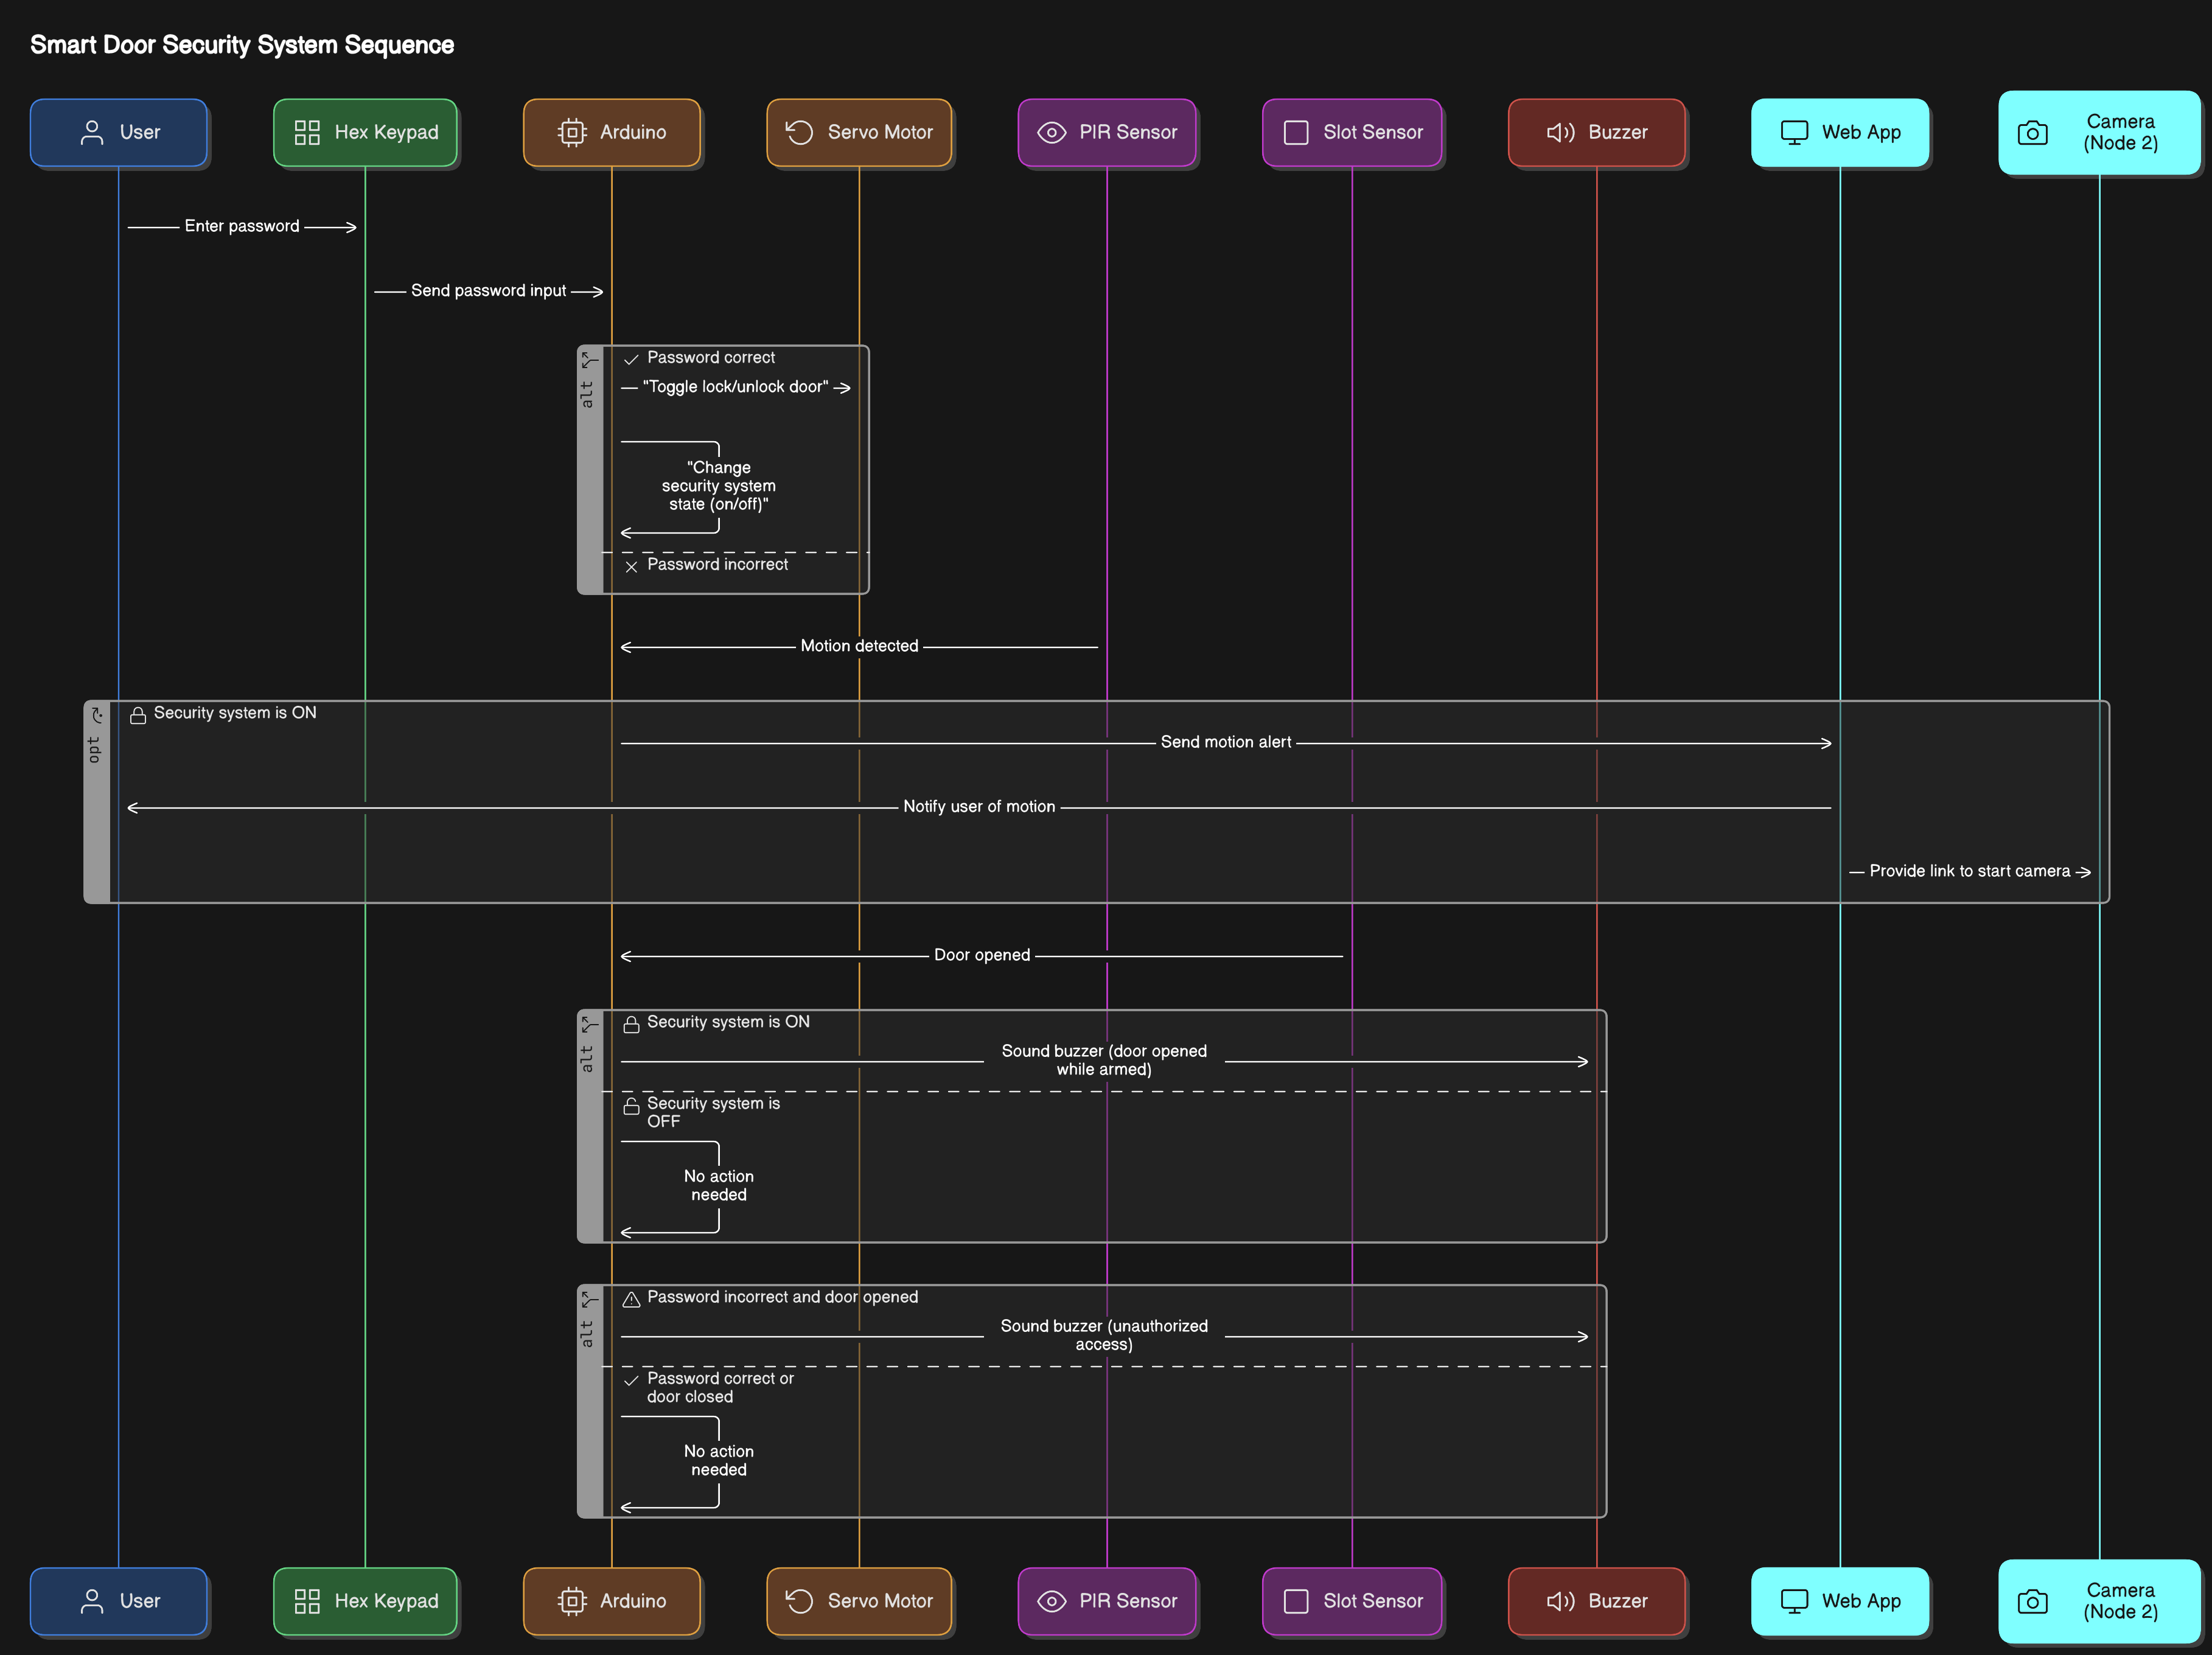 Smart Door Security System Sequence
User
Hex Keypad
Arduino
Servo Motor
PIR Sensor
Slot Sensor
Buzzer
Web App
Camera
(Node 2)
Enter password
Send password input
alt
Password correct
"Toggle lock/unlock door"
"Change
security system
state (on/off)"
Password incorrect
Motion detected
opt
Security system is ON
Send motion alert
Notify user of motion
Provide link to start camera
Door opened
alt
Security system is ON
Sound buzzer (door opened
while armed)
Security system is
OFF
No action
needed
alt
Password incorrect and door opened
Sound buzzer (unauthorized
access)
Password correct or
door closed
No action
needed
User
Hex Keypad
Arduino
Servo Motor
PIR Sensor
Slot Sensor
Buzzer
Web App
Camera
(Node 2)